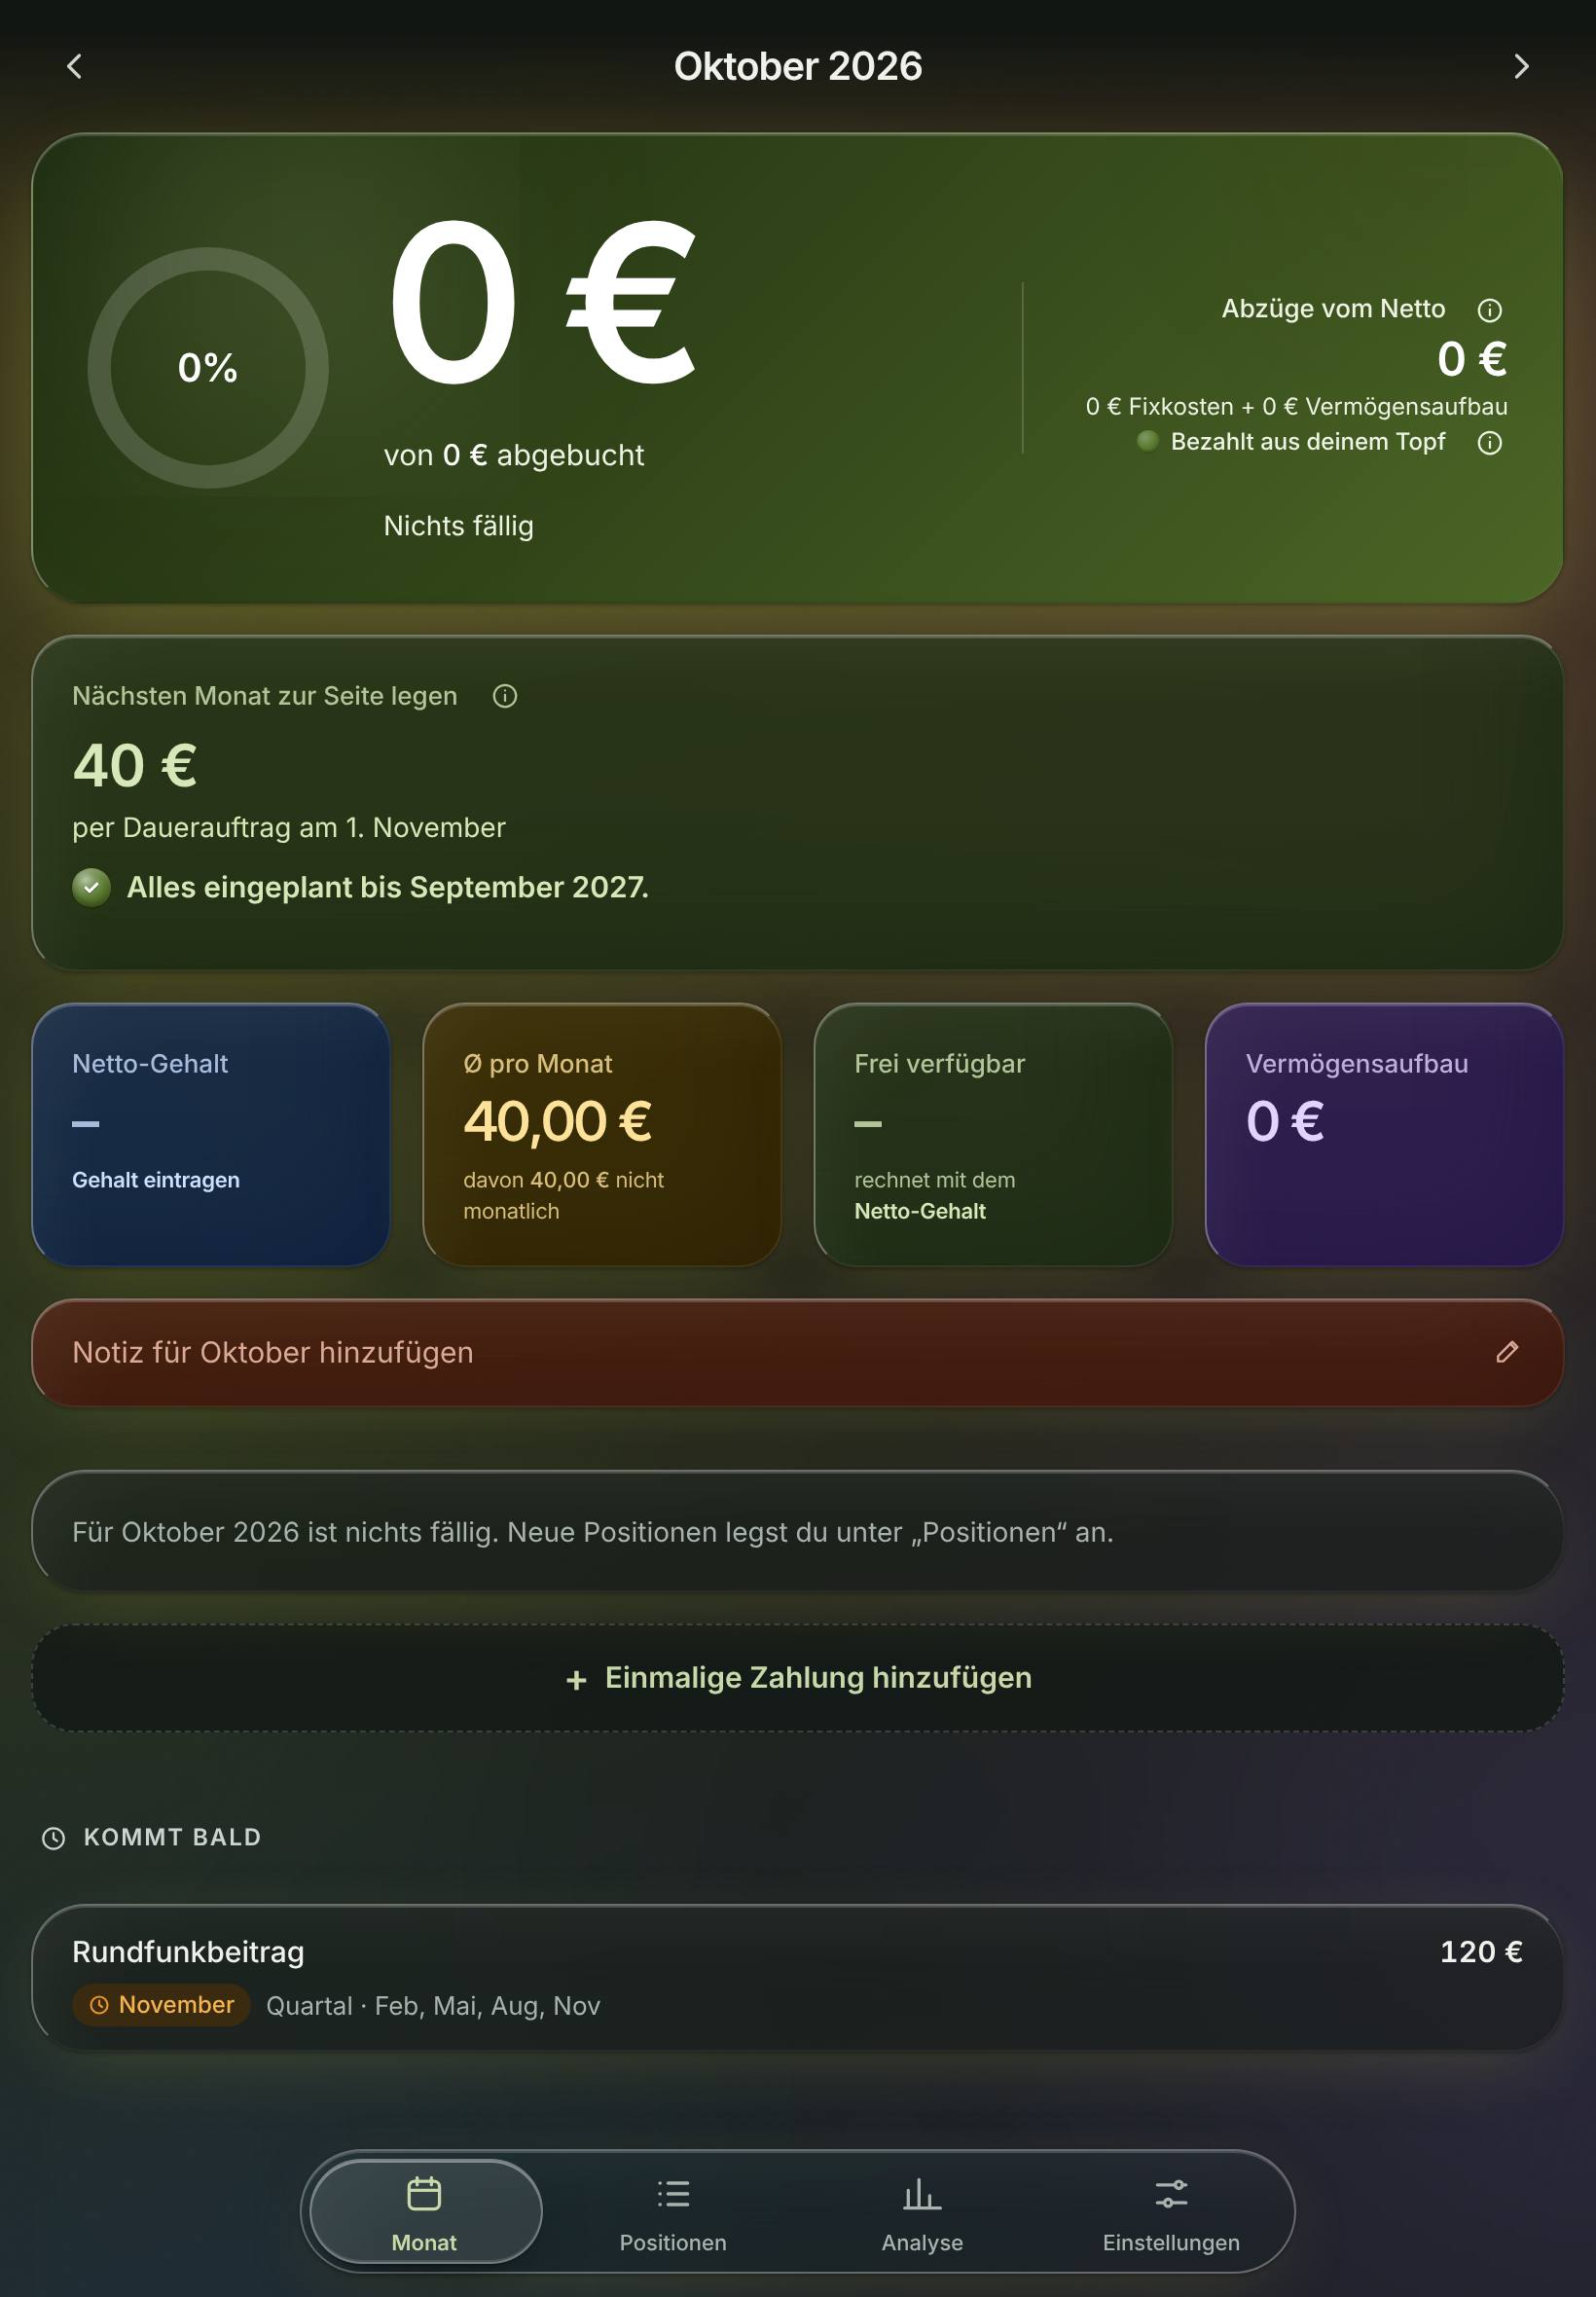 Oktober 2026
0%
0 €
von 0 € abgebucht
Nichts fällig
Abzüge vom Netto
0 €
0 € Fixkosten + 0 € Vermögensaufbau
Bezahlt aus deinem Topf
Nächsten Monat zur Seite legen
40 €
per Dauerauftrag am 1. November
Alles eingeplant bis September 2027.
Netto-Gehalt
–
Gehalt eintragen
Ø pro Monat
40,00 €
davon 40,00 € nicht
monatlich
Frei verfügbar
–
rechnet mit dem
Netto-Gehalt
Vermögensaufbau
0 €
Notiz für Oktober hinzufügen
Für Oktober 2026 ist nichts fällig. Neue Positionen legst du unter „Positionen“ an.
+ Einmalige Zahlung hinzufügen
KOMMT BALD
Rundfunkbeitrag 120 €
November Quartal · Feb, Mai, Aug, Nov
Monat Positionen Analyse Einstellungen